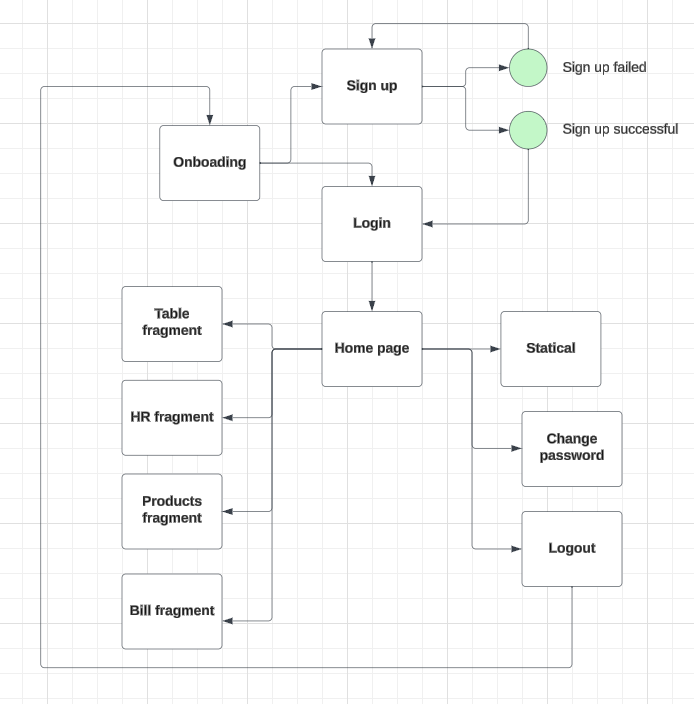 Sign up failed
Sign up
Sign up successful
Onboading
Login
Table
fragment
Home page
Statical
HR fragment
Change
password
Products
fragment
Logout
Bill fragment